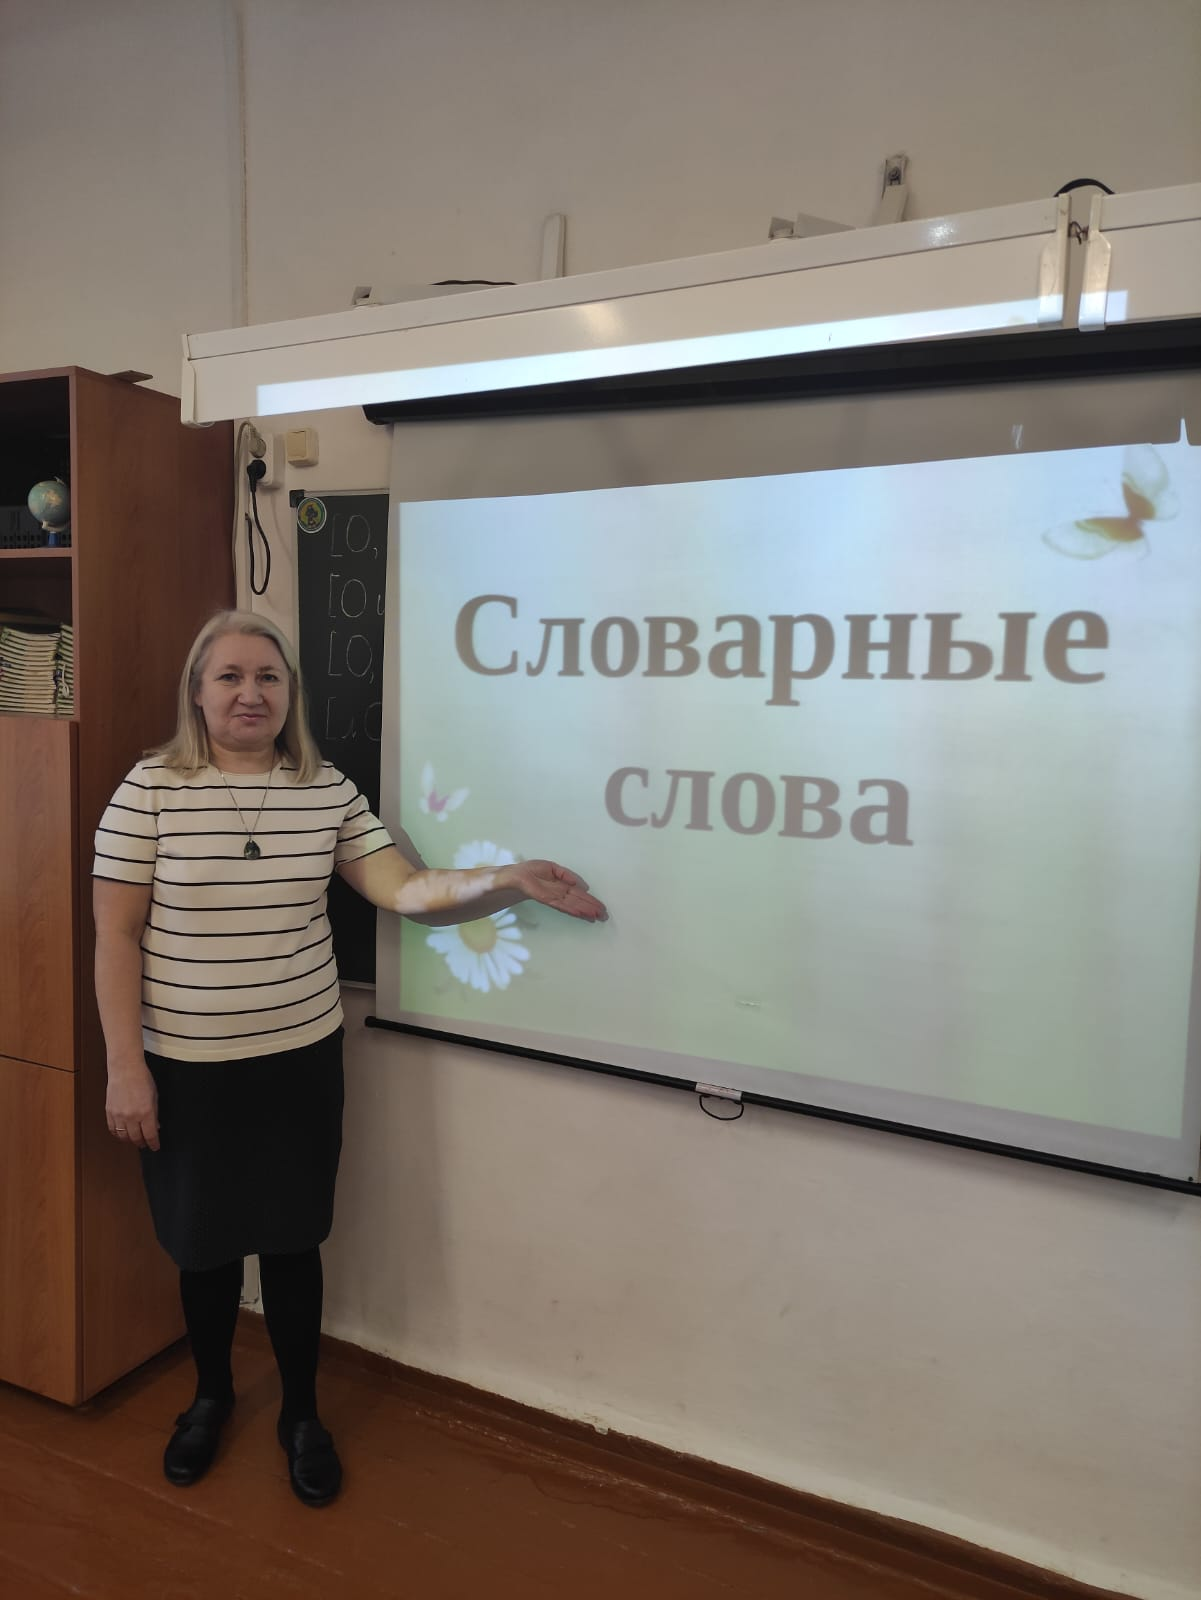 [О,
[О и
[О,
[, О
Словарные
слова